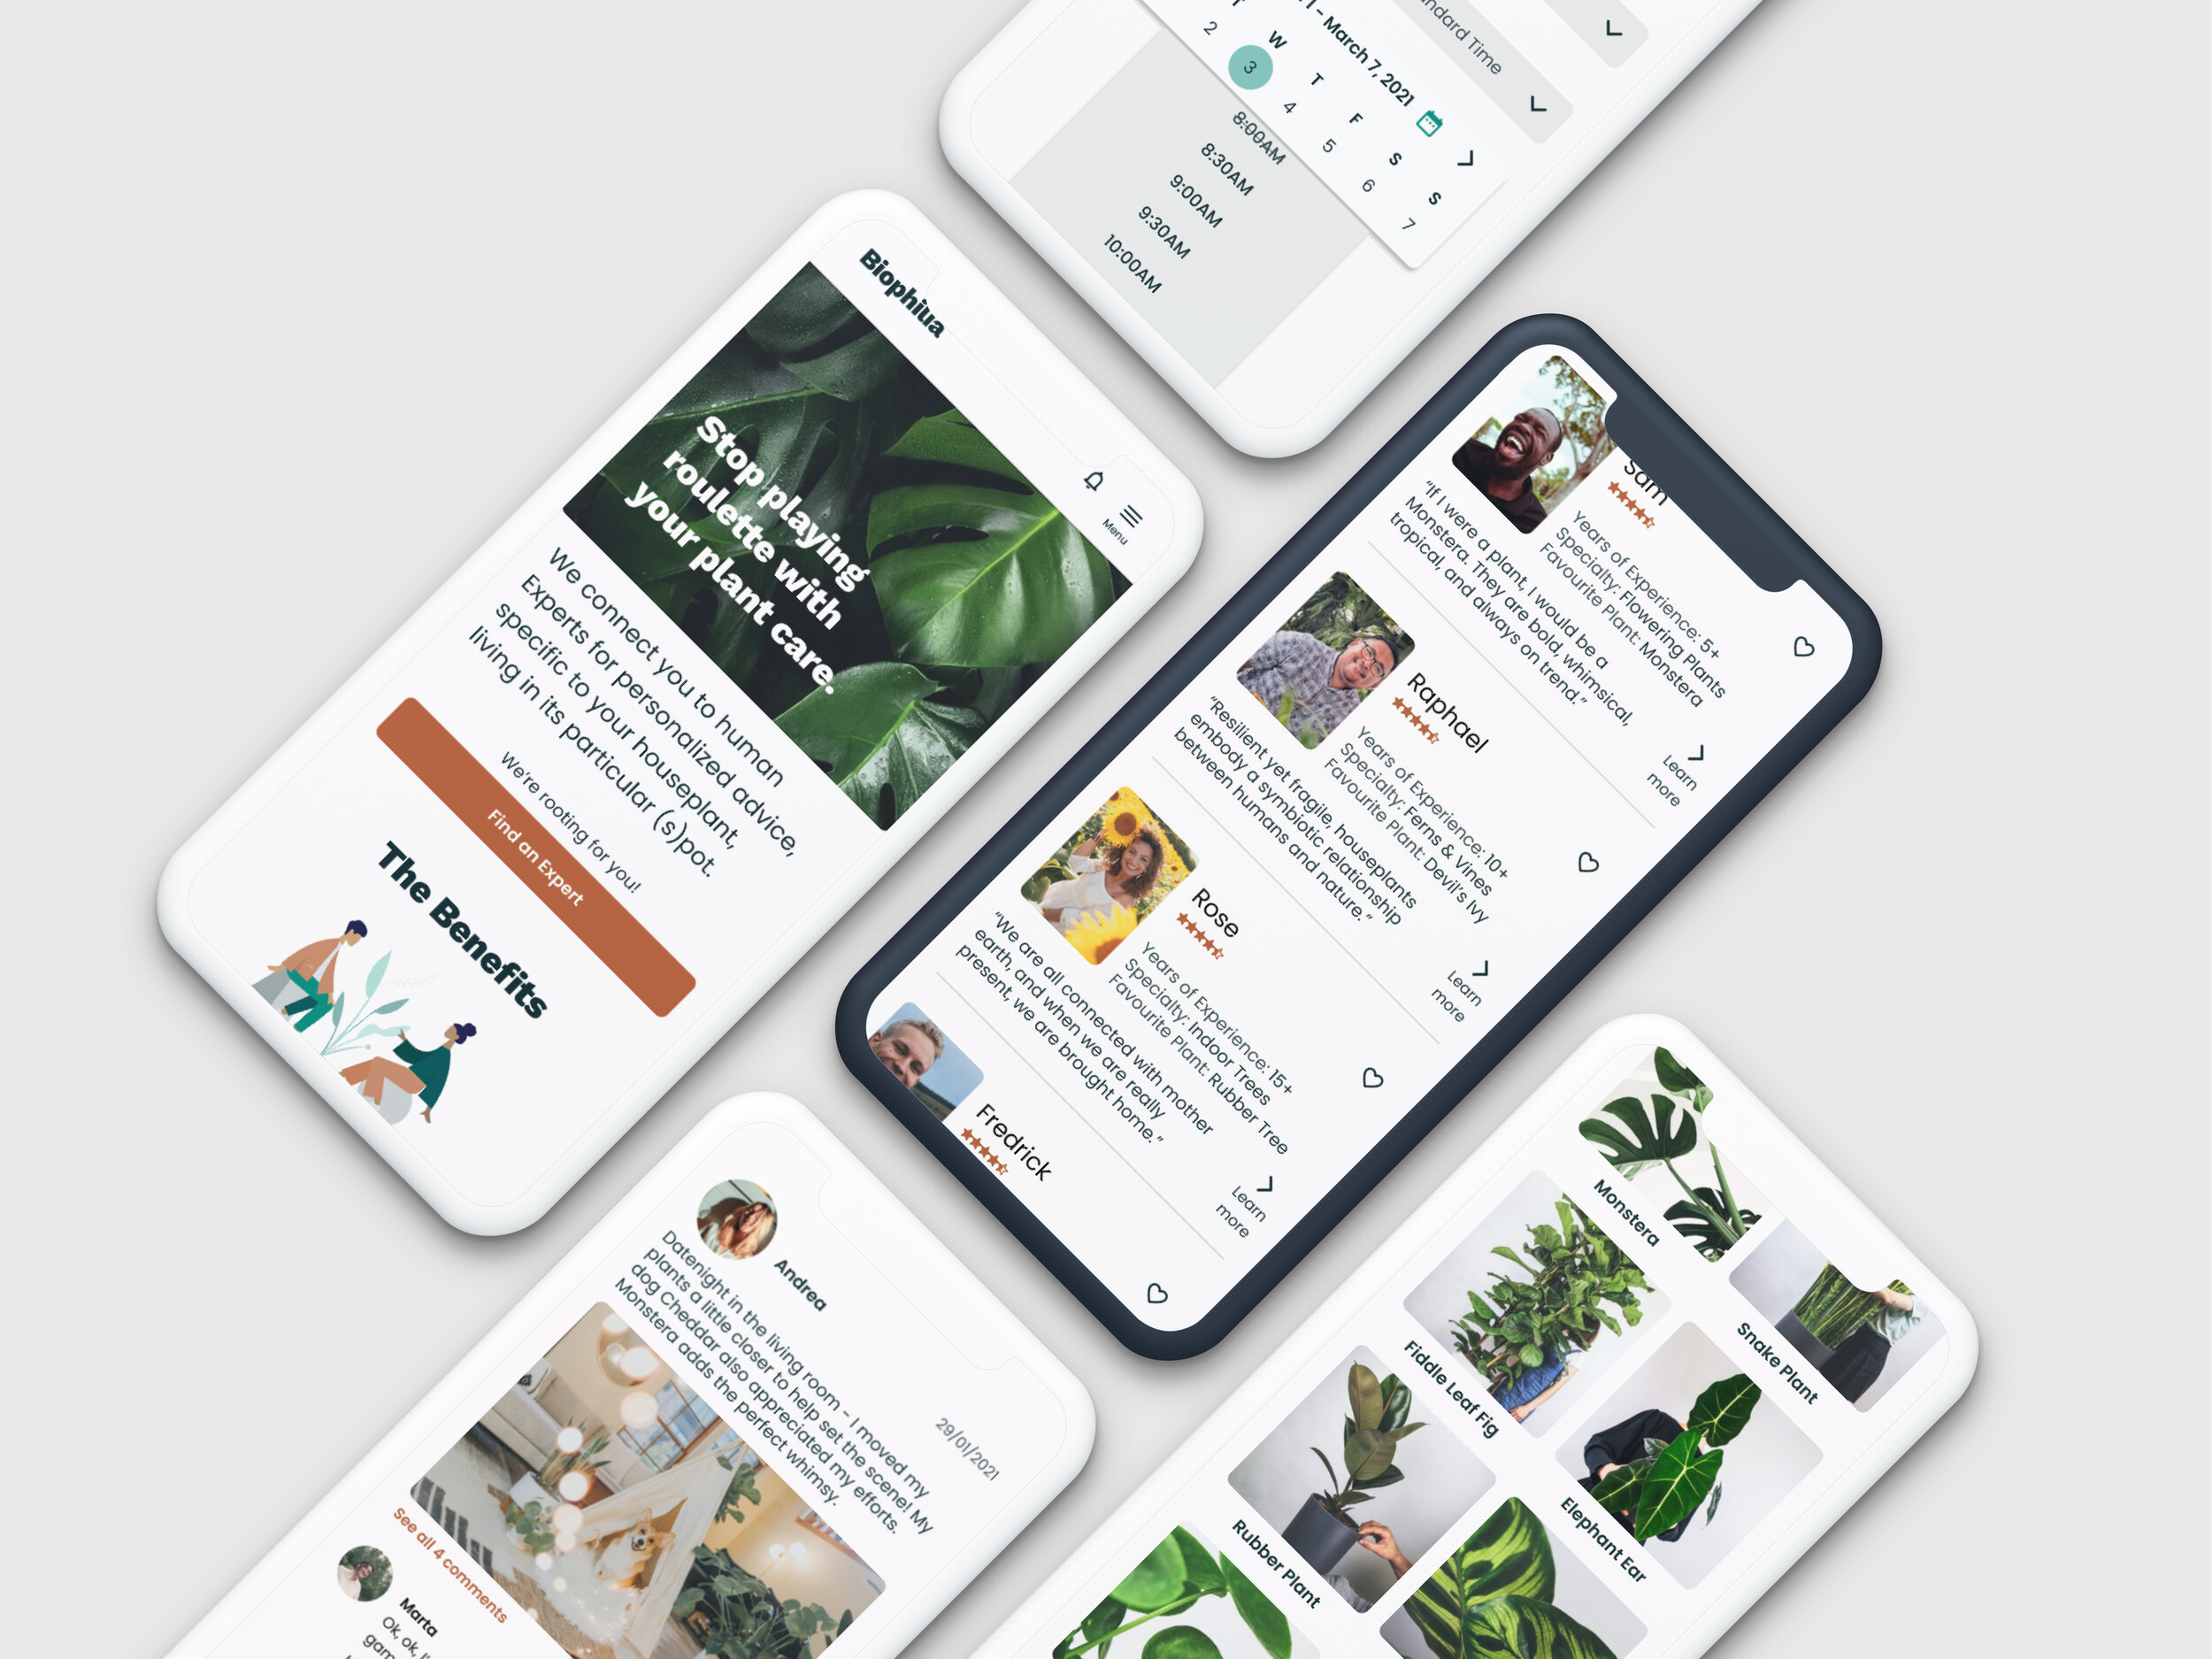 March 7, 2021
T
W
T
F
S
S
2
3
4
5
6
7
8:00AM
8:30AM
9:00AM
9:30AM
10:00AM
Time
Biophilia
Menu
Stop playing
roulette with
your plant care.
We connect you to human
Experts for personalized advice,
specific to your houseplant,
living in its particular (s)pot.
We're rooting for you!
Find an Expert
The Benefits
Sam
Years of Experience: 5+
Specialty: Flowering Plants
Favourite Plant: Monstera
"If I were a plant, I would be a
Monstera. They are bold, whimsical,
tropical, and always on trend."
Learn
more
Raphael
Years of Experience: 10+
Specialty: Ferns & Vines
Favourite Plant: Devil's Ivy
"Resilient yet fragile, houseplants
embody a symbiotic relationship
between humans and nature."
Learn
more
Rose
Years of Experience: 15+
Specialty: Indoor Trees
Favourite Plant: Rubber Tree
"We are all connected with mother
earth, and when we are really
present, we are brought home."
Learn
more
Fredrick
Andrea
29/01/2021
Datenight in the living room - I moved my
plants a little closer to help set the scene! My
dog Cheddar also appreciated my efforts.
Monstera adds the perfect whimsy.
See all 4 comments
Marta
Ok, ok,
Monstera
Snake Plant
Fiddle Leaf Fig
Elephant Ear
Rubber Plant